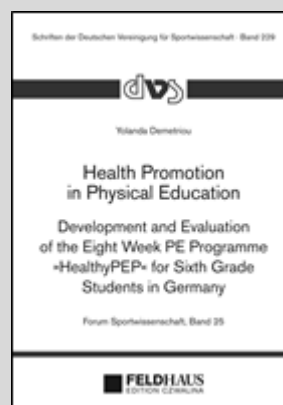 Schriften der Deutschen Vereinigung für Sportwissenschaft · Band 209
dvs
Yolanda Demetriou
Health Promotion
in Physical Education
Development and Evaluation
of the Eight Week PE Programme
»HealthyPEP« for Sixth Grade
Students in Germany
Forum Sportwissenschaft, Band 25
FELDHAUS
EDITION CZWALINA